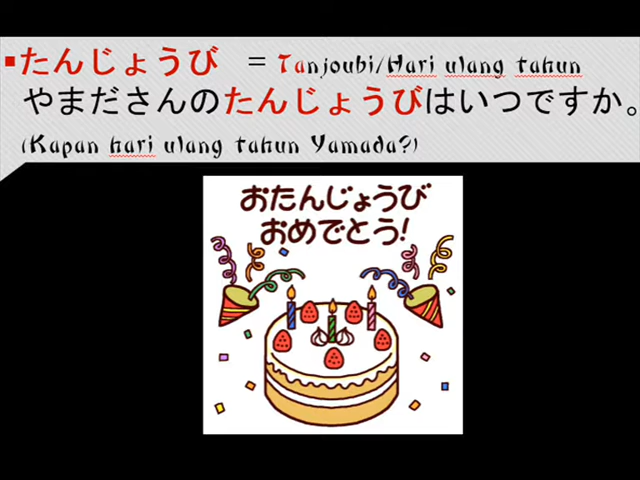 ▪たんじょうび = Tanjoubi/Hari ulang tahun
やまださんのたんじょうびはいつですか。
(Kapan hari ulang tahun Yamada?)
おたんじょうび
おめでとう!